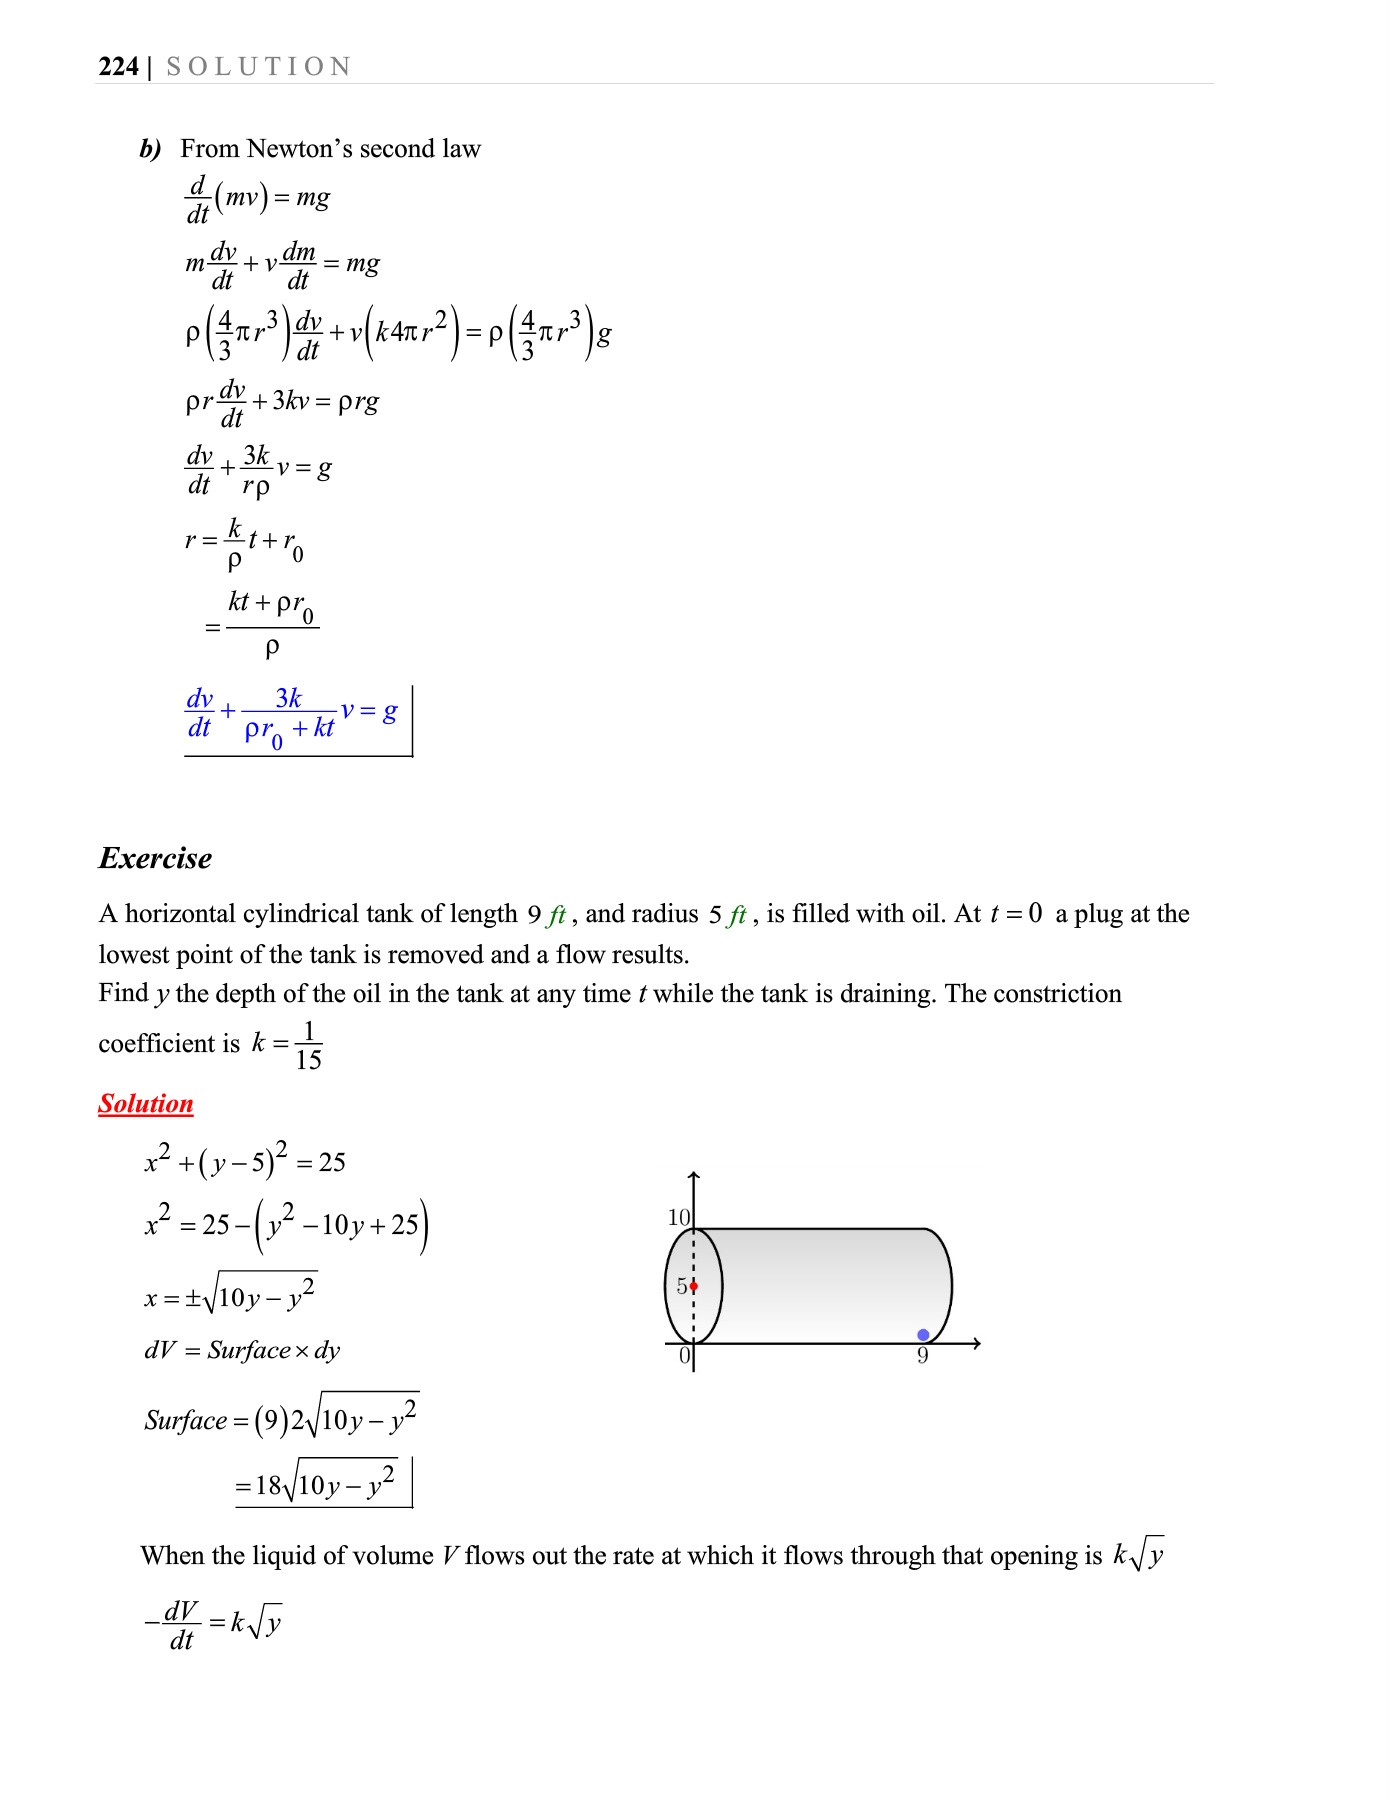 224 | SOLUTION
b) From Newton's second law
$\frac{d}{dt}(mv) = mg$
$m\frac{dv}{dt} + v\frac{dm}{dt} = mg$
$\rho\left(\frac{4}{3}\pi r^3\right)\frac{dv}{dt} + v\left(k4\pi r^2\right) = \rho\left(\frac{4}{3}\pi r^3\right)g$
$\rho r\frac{dv}{dt} + 3kv = \rho rg$
$\frac{dv}{dt} + \frac{3k}{r\rho}v = g$
$r = \frac{k}{\rho}t + r_0$
$= \frac{kt + \rho r_0}{\rho}$
$\frac{dv}{dt} + \frac{3k}{\rho r_0 + kt}v = g$
Exercise
A horizontal cylindrical tank of length 9 ft, and radius 5 ft, is filled with oil. At $t = 0$ a plug at the
lowest point of the tank is removed and a flow results.
Find y the depth of the oil in the tank at any time t while the tank is draining. The constriction
coefficient is $k = \frac{1}{15}$
Solution
$x^2 + (y-5)^2 = 25$
$x^2 = 25 - \left(y^2 - 10y + 25\right)$
$x = \pm\sqrt{10y - y^2}$
$dV = Surface \times dy$
$Surface = (9)2\sqrt{10y - y^2}$
$= 18\sqrt{10y - y^2}$
10
5
0
9
When the liquid of volume V flows out the rate at which it flows through that opening is $k\sqrt{y}$
$-\frac{dV}{dt} = k\sqrt{y}$